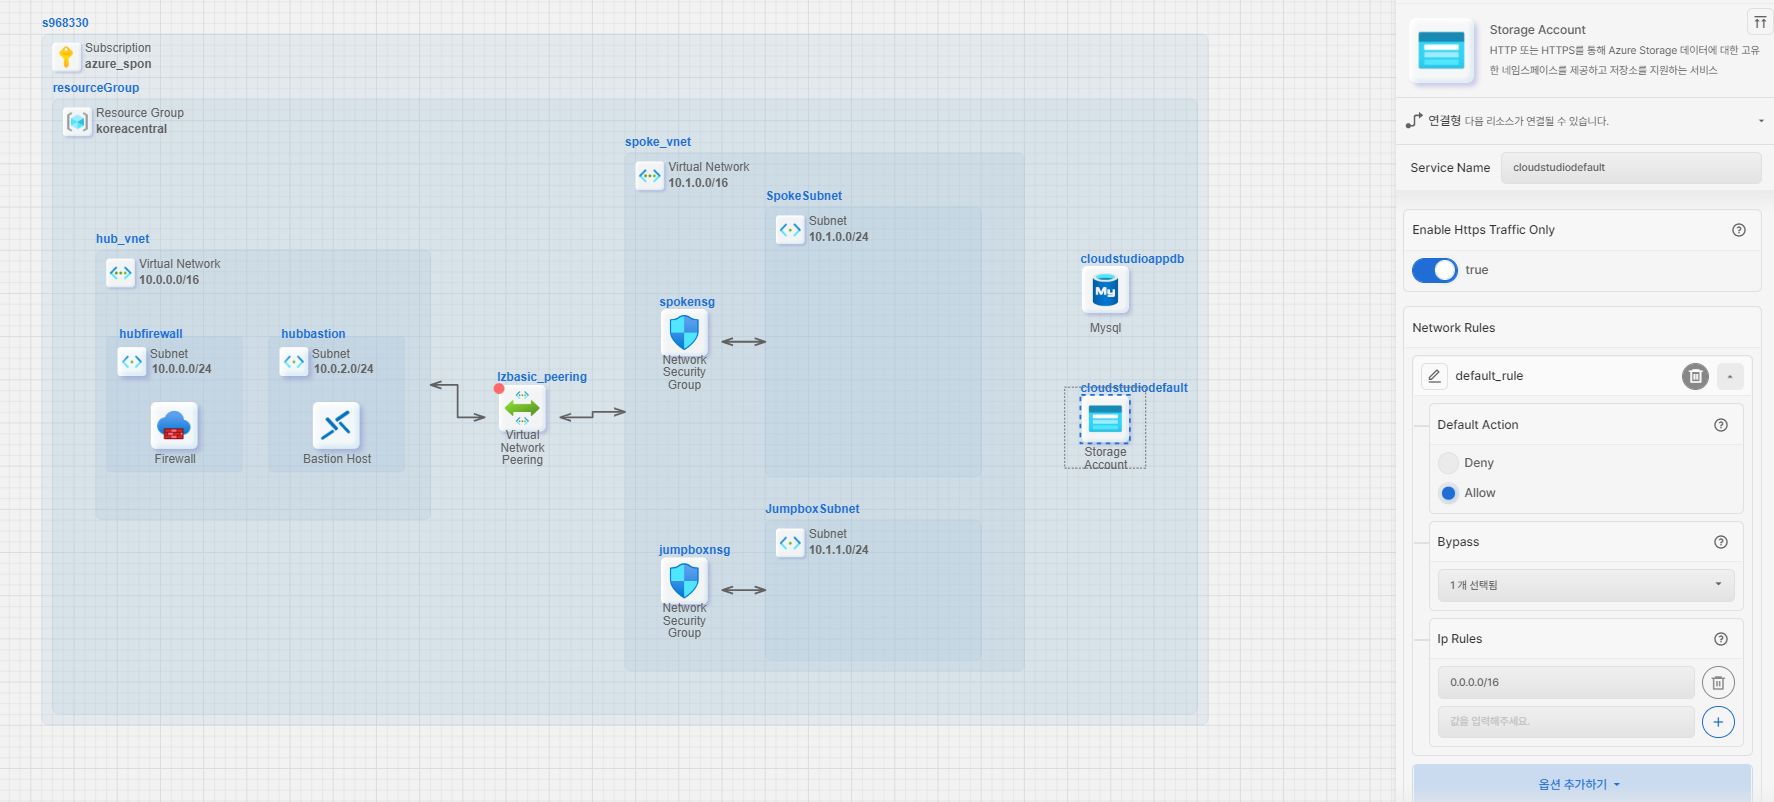 s968330
Subscription
azure_spon
resourceGroup
Resource Group
koreacentral
hub_vnet
Virtual Network
10.0.0.0/16
hubfirewall
Subnet
10.0.0.0/24
Firewall
hubbastion
Subnet
10.0.2.0/24
Bastion Host
lzbasic_peering
Virtual
Network
Peering
spoke_vnet
Virtual Network
10.1.0.0/16
SpokeSubnet
Subnet
10.1.0.0/24
spokensg
Network
Security
Group
JumpboxSubnet
Subnet
10.1.1.0/24
jumpboxnsg
Network
Security
Group
cloudstudioappdb
My
Mysql
cloudstudiodefault
Storage
Account
Storage Account
HTTP 또는 HTTPS를 통해 Azure Storage 데이터에 대한 고유
한 네임스페이스를 제공하고 저장소를 지원하는 서비스
연결형 다음 리소스가 연결될 수 있습니다.
Service Name cloudstudiodefault
Enable Https Traffic Only
true
Network Rules
default_rule
Default Action
Deny
Allow
Bypass
1 개 선택됨
Ip Rules
0.0.0.0/16
값을 입력해주세요.
옵션 추가하기